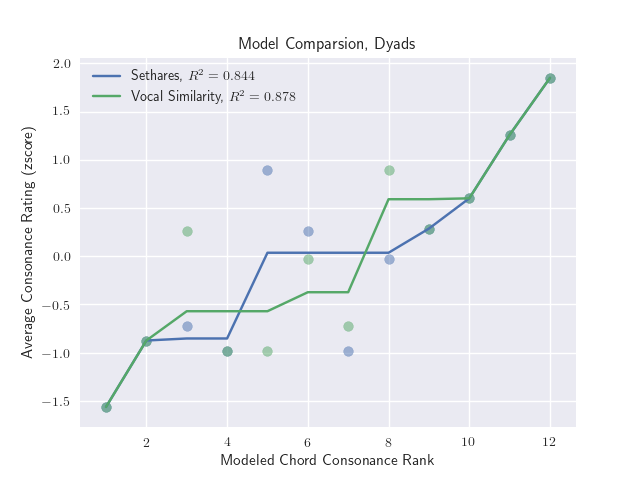 Model Comparsion, Dyads
Sethares, R² = 0.844
Vocal Similarity, R² = 0.878
Average Consonance Rating (zscore)
2.0
1.5
1.0
0.5
0.0
−0.5
−1.0
−1.5
2 4 6 8 10 12
Modeled Chord Consonance Rank